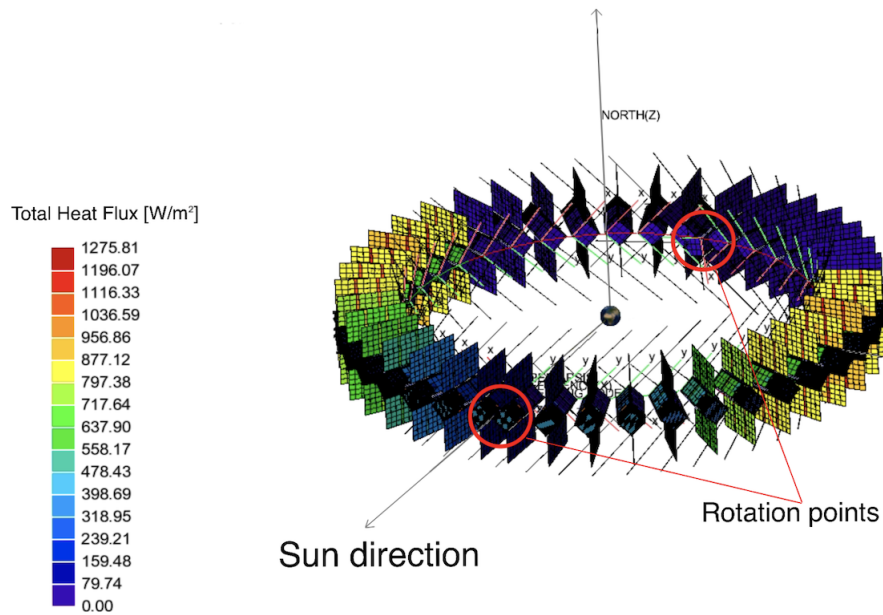 NORTH(Z)
Total Heat Flux [W/m²]
1275.81
1196.07
1116.33
1036.59
956.86
877.12
797.38
717.64
637.90
558.17
478.43
398.69
318.95
239.21
159.48
79.74
0.00
x
x
x
x
x
y
y
y
y
x
x
y
y
y
y
x
Rotation points
Sun direction